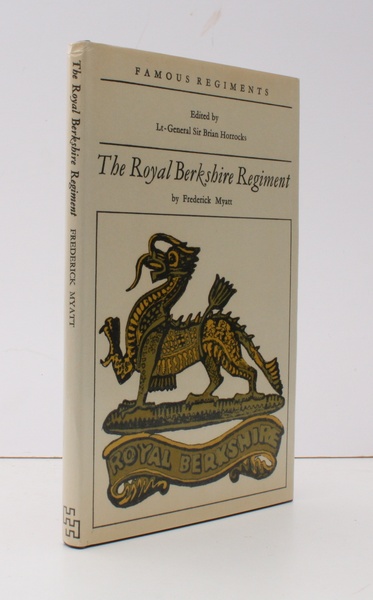 FAMOUS REGIMENTS
Edited by
Lt-General Sir Brian Horrocks
The Royal Berkshire Regiment
by Frederick Myatt
ROYAL BERKSHIRE
The Royal Berkshire Regiment FREDERICK MYATT